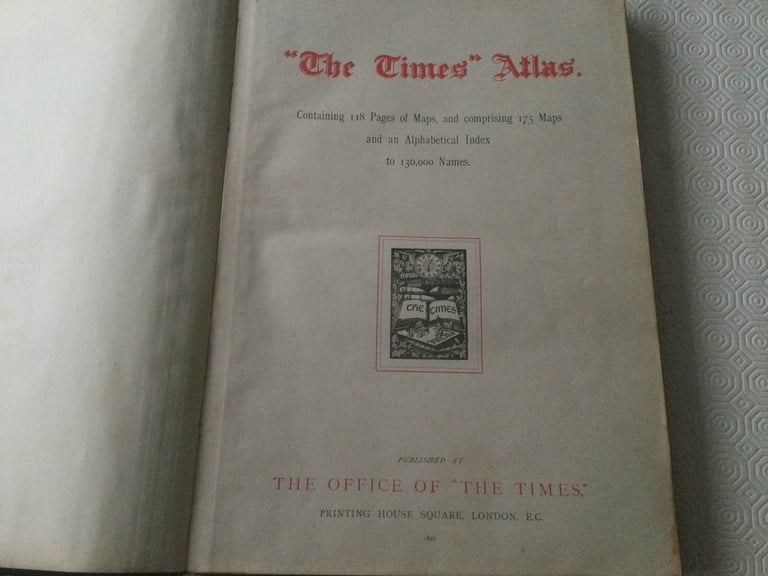 “The Times” Atlas.
Containing 118 Pages of Maps, and comprising 175 Maps
and an Alphabetical Index
to 130,000 Names.
THE TIMES
PUBLISHED AT
THE OFFICE OF “THE TIMES,”
PRINTING HOUSE SQUARE, LONDON, E.C.